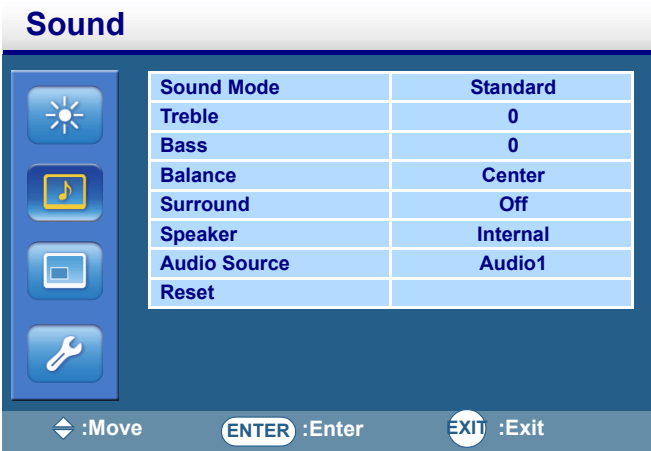 Sound
Sound Mode Standard
Treble 0
Bass 0
Balance Center
Surround Off
Speaker Internal
Audio Source Audio1
Reset
:Move ENTER :Enter EXIT :Exit